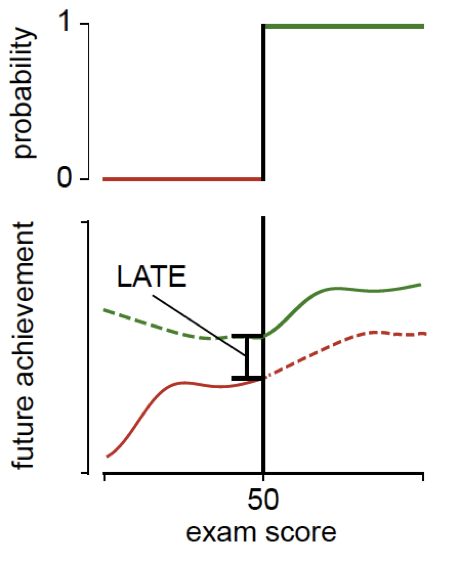 1
probability
0
future achievement
LATE
50
exam score